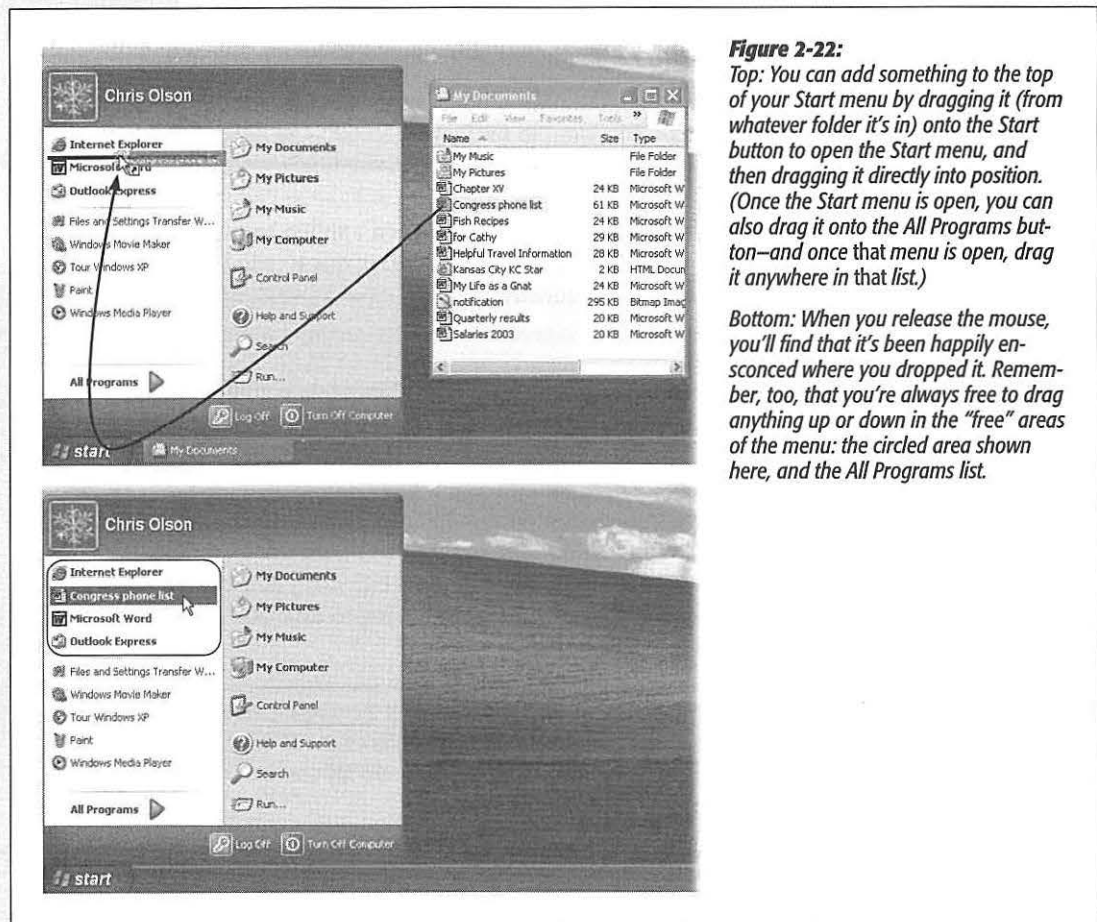 Chris Olson
Internet Explorer
Microsoft Word
Outlook Express
Files and Settings Transfer W...
Windows Movie Maker
Tour Windows XP
Paint
Windows Media Player
All Programs
My Documents
My Pictures
My Music
My Computer
Control Panel
Help and Support
Search
Run...
Log Off Turn Off Computer
start My Documents
My Documents
File Edit View Favorites Tools »
Name Size Type
My Music File Folder
My Pictures File Folder
Chapter XV 24 KB Microsoft W
Congress phone list 61 KB Microsoft W
Fish Recipes 24 KB Microsoft W
for Cathy 29 KB Microsoft W
Helpful Travel Information 28 KB Microsoft W
Kansas City KC Star 2 KB HTML Docun
My Life as a Gnat 24 KB Microsoft W
notification 295 KB Bitmap Imag
Quarterly results 20 KB Microsoft W
Salaries 2003 20 KB Microsoft W
Figure 2-22:
Top: You can add something to the top
of your Start menu by dragging it (from
whatever folder it's in) onto the Start
button to open the Start menu, and
then dragging it directly into position.
(Once the Start menu is open, you can
also drag it onto the All Programs but-
ton—and once that menu is open, drag
it anywhere in that list.)
Bottom: When you release the mouse,
you'll find that it's been happily en-
sconced where you dropped it. Remem-
ber, too, that you're always free to drag
anything up or down in the "free" areas
of the menu: the circled area shown
here, and the All Programs list.
Chris Olson
Internet Explorer
Congress phone list
Microsoft Word
Outlook Express
Files and Settings Transfer W...
Windows Movie Maker
Tour Windows XP
Paint
Windows Media Player
All Programs
My Documents
My Pictures
My Music
My Computer
Control Panel
Help and Support
Search
Run...
Log Off Turn Off Computer
start